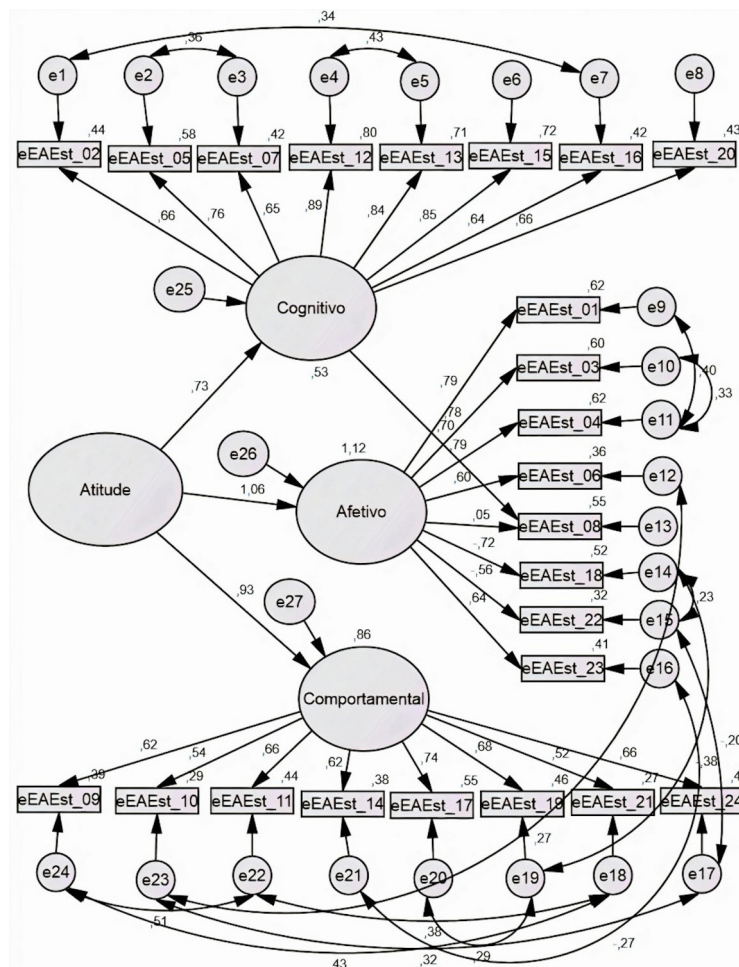 ,34
,36 ,43
e1 e2 e3 e4 e5 e6 e7 e8
,44 ,58 ,42 ,80 ,71 ,72 ,42 ,43
eEAEst_02 eEAEst_05 eEAEst_07 eEAEst_12 eEAEst_13 eEAEst_15 eEAEst_16 eEAEst_20
,66 ,76 ,65 ,89 ,84 ,85 ,64 ,66
e25
Cognitivo
,62
eEAEst_01 e9
,53
,73
,60
eEAEst_03 e10
,40
,79
,33
,78
,70
,62
eEAEst_04 e11
,79
e26
1,12
,36
,60
eEAEst_06 e12
Atitude
1,06
Afetivo
,05
,55
eEAEst_08 e13
-,72
,52
eEAEst_18 e14
-,56
,32
,23
eEAEst_22 e15
,64
,93
e27
,41
eEAEst_23 e16
,86
Comportamental
-,20
,62 ,54 ,66 ,62 ,74 ,68 ,52 ,66 -,38
,39 ,29 ,44 ,38 ,55 ,46 ,27 ,4
eEAEst_09 eEAEst_10 eEAEst_11 eEAEst_14 eEAEst_17 eEAEst_19 eEAEst_21 eEAEst_24
,27
e24 e23 e22 e21 e20 e19 e18 e17
,51 ,38 -,27
,43 ,32 ,29